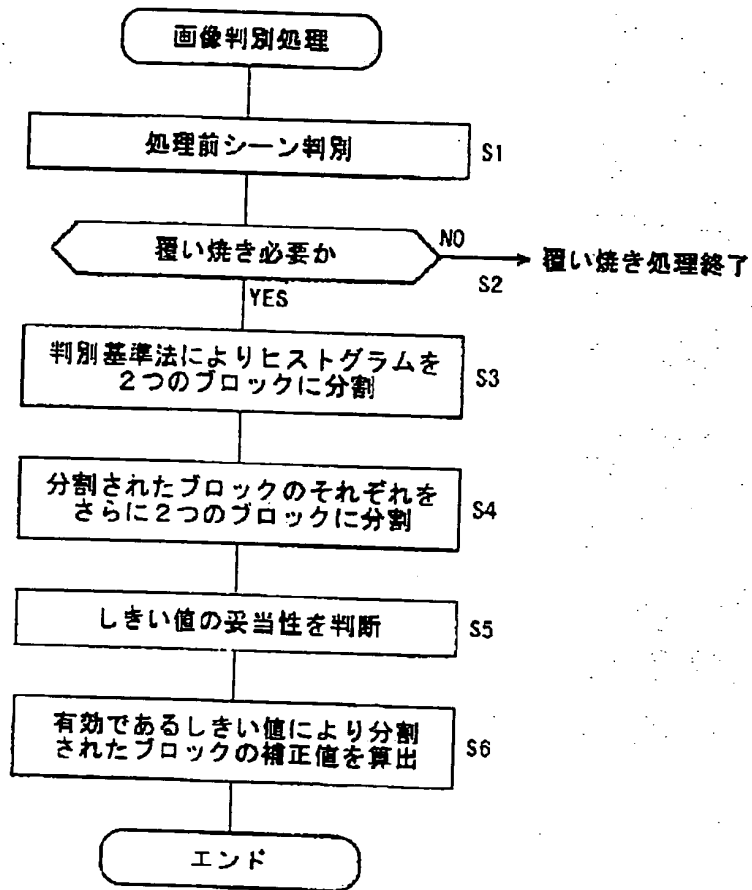 画像判別処理
処理前シーン判別
S1
覆い焼き必要か
NO
S2
覆い焼き処理終了
YES
判別基準法によりヒストグラムを
2つのブロックに分割
S3
分割されたブロックのそれぞれを
さらに2つのブロックに分割
S4
しきい値の妥当性を判断
S5
有効であるしきい値により分割
されたブロックの補正値を算出
S6
エンド